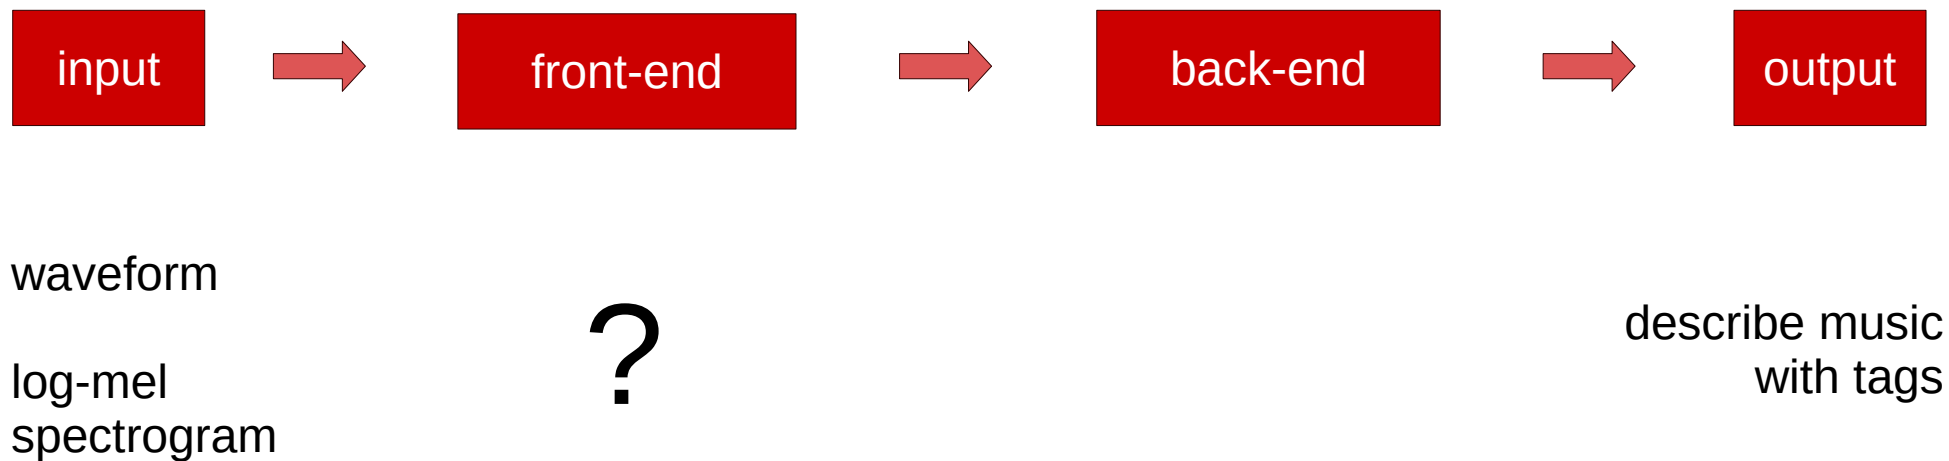 input
front-end
back-end
output
waveform
log-mel
spectrogram
?
describe music
with tags